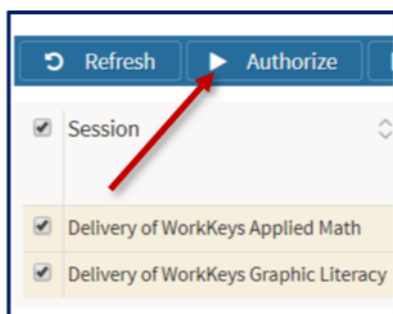 Refresh Authorize
Session
Delivery of WorkKeys Applied Math
Delivery of WorkKeys Graphic Literacy